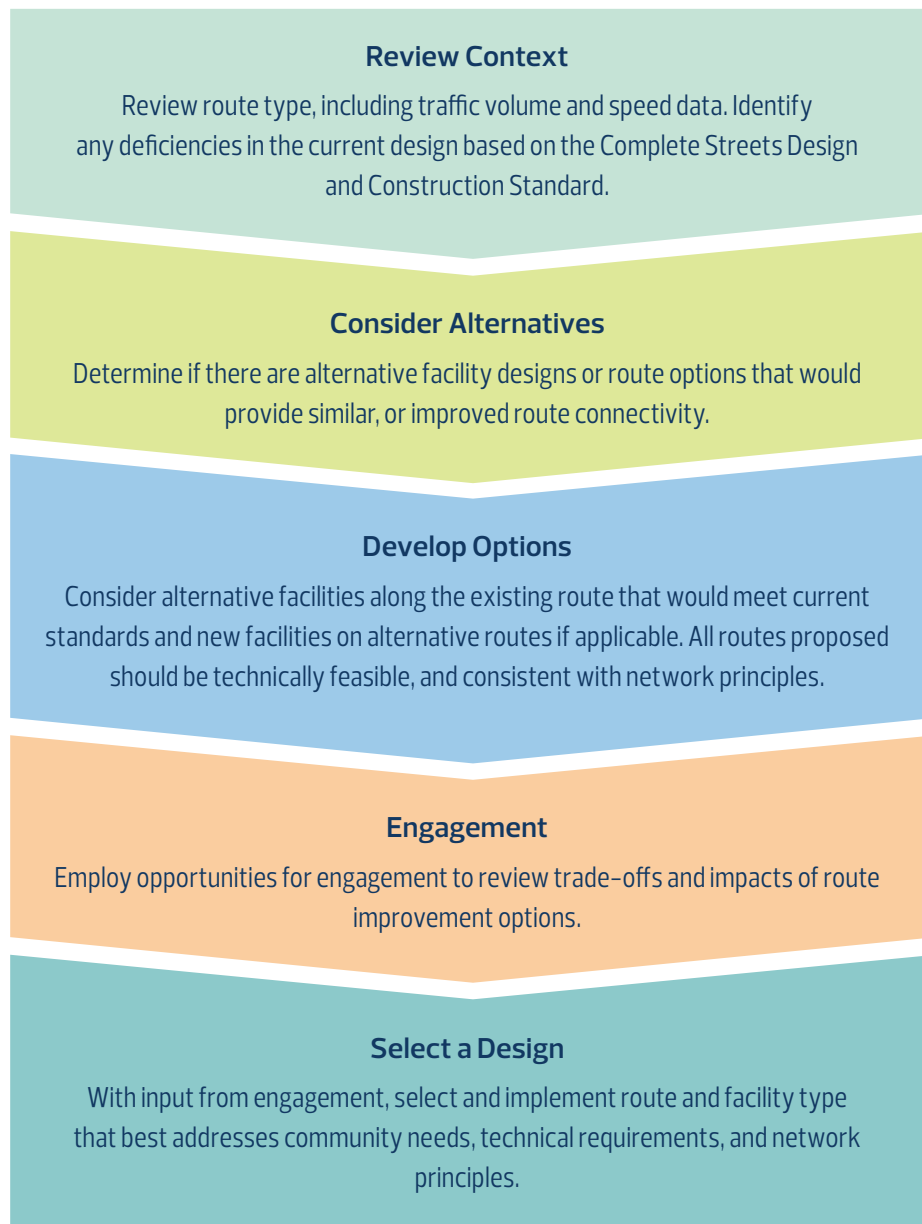 Review Context
Review route type, including traffic volume and speed data. Identify
any deficiencies in the current design based on the Complete Streets Design
and Construction Standard.
Consider Alternatives
Determine if there are alternative facility designs or route options that would
provide similar, or improved route connectivity.
Develop Options
Consider alternative facilities along the existing route that would meet current
standards and new facilities on alternative routes if applicable. All routes proposed
should be technically feasible, and consistent with network principles.
Engagement
Employ opportunities for engagement to review trade-offs and impacts of route
improvement options.
Select a Design
With input from engagement, select and implement route and facility type
that best addresses community needs, technical requirements, and network
principles.